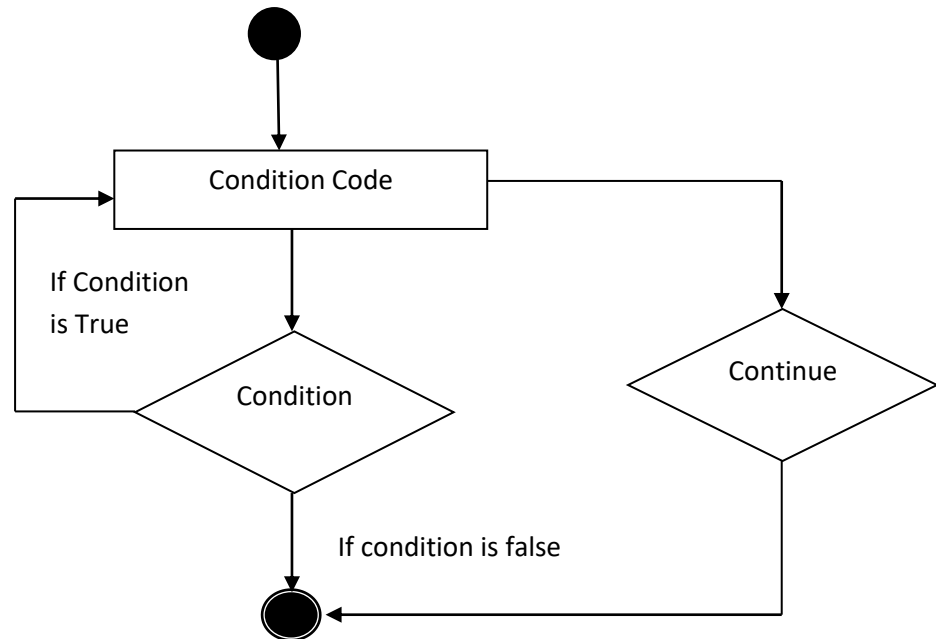 Condition Code
If Condition
is True
Condition
Continue
If condition is false